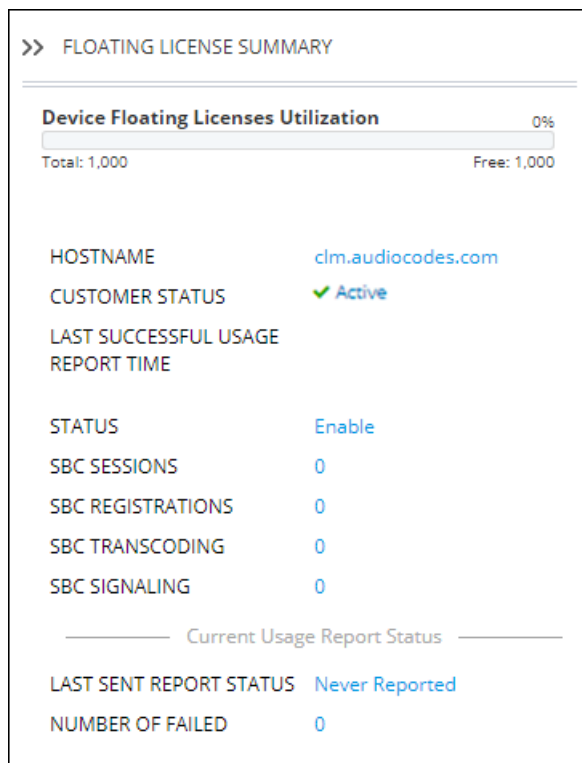 >> FLOATING LICENSE SUMMARY
Device Floating Licenses Utilization 0%
Total: 1,000 Free: 1,000
HOSTNAME clm.audiocodes.com
CUSTOMER STATUS Active
LAST SUCCESSFUL USAGE
REPORT TIME
STATUS Enable
SBC SESSIONS 0
SBC REGISTRATIONS 0
SBC TRANSCODING 0
SBC SIGNALING 0
Current Usage Report Status
LAST SENT REPORT STATUS Never Reported
NUMBER OF FAILED 0